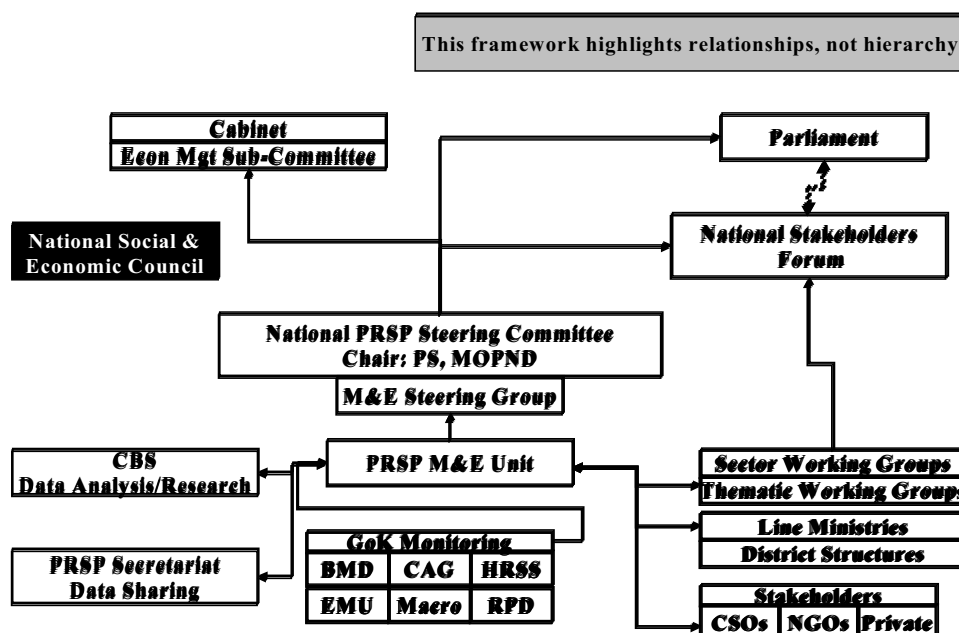 This framework highlights relationships, not hierarchy
Cabinet
Econ Mgt Sub-Committee
Parliament
National Social &
Economic Council
National Stakeholders
Forum
National PRSP Steering Committee
Chair: PS, MOPND
M&E Steering Group
CBS
Data Analysis/Research
PRSP M&E Unit
Sector Working Groups
Thematic Working Groups
Line Ministries
District Structures
GoK Monitoring
BMD CAG HRSS
EMU Macro RPD
PRSP Secretariat
Data Sharing
Stakeholders
CSOs NGOs Private